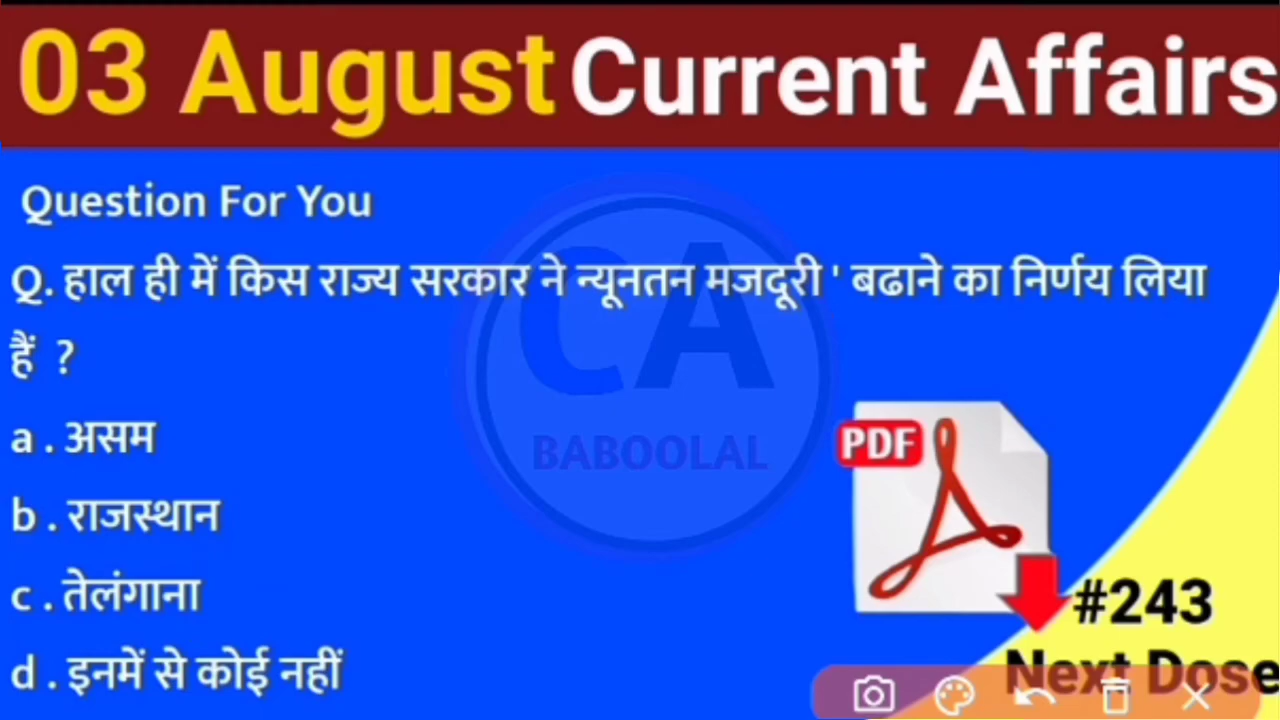 03 August Current Affairs
Question For You
Q. हाल ही में किस राज्य सरकार ने न्यूनतन मजदूरी ' बढाने का निर्णय लिया
हैं ?
a . असम
b . राजस्थान
c . तेलंगाना
d . इनमें से कोई नहीं
CA
BABOOLAL
PDF
#243
Next Dose